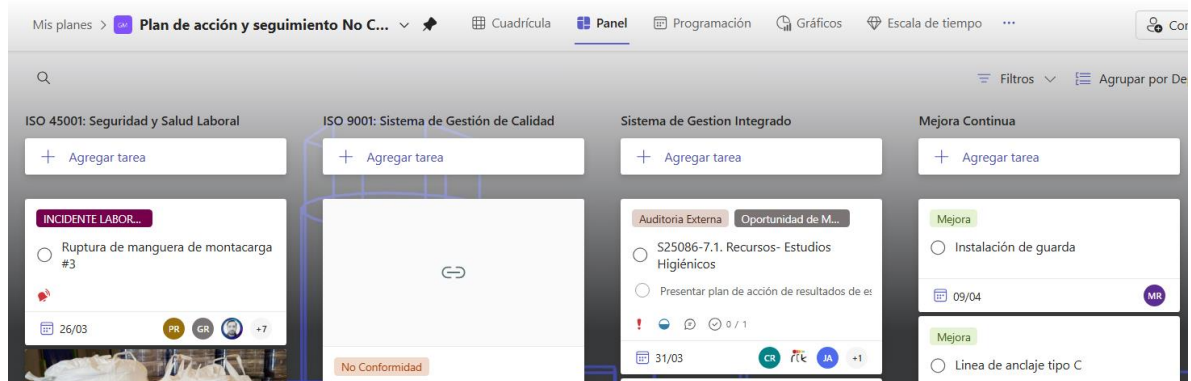 Mis planes > GM Plan de acción y seguimiento No C...
Cuadrícula
Panel
Programación
Gráficos
Escala de tiempo
...
Filtros
Agrupar por De
ISO 45001: Seguridad y Salud Laboral
Agregar tarea
INCIDENTE LABOR...
Ruptura de manguera de montacarga
#3
26/03
PR
GR
+7
ISO 9001: Sistema de Gestión de Calidad
Agregar tarea
No Conformidad
Sistema de Gestion Integrado
Agregar tarea
Auditoria Externa
Oportunidad de M...
S25086-7.1. Recursos- Estudios
Higiénicos
Presentar plan de acción de resultados de es
0 / 1
31/03
CR
JA
+1
Mejora Continua
Agregar tarea
Mejora
Instalación de guarda
09/04
MR
Mejora
Linea de anclaje tipo C